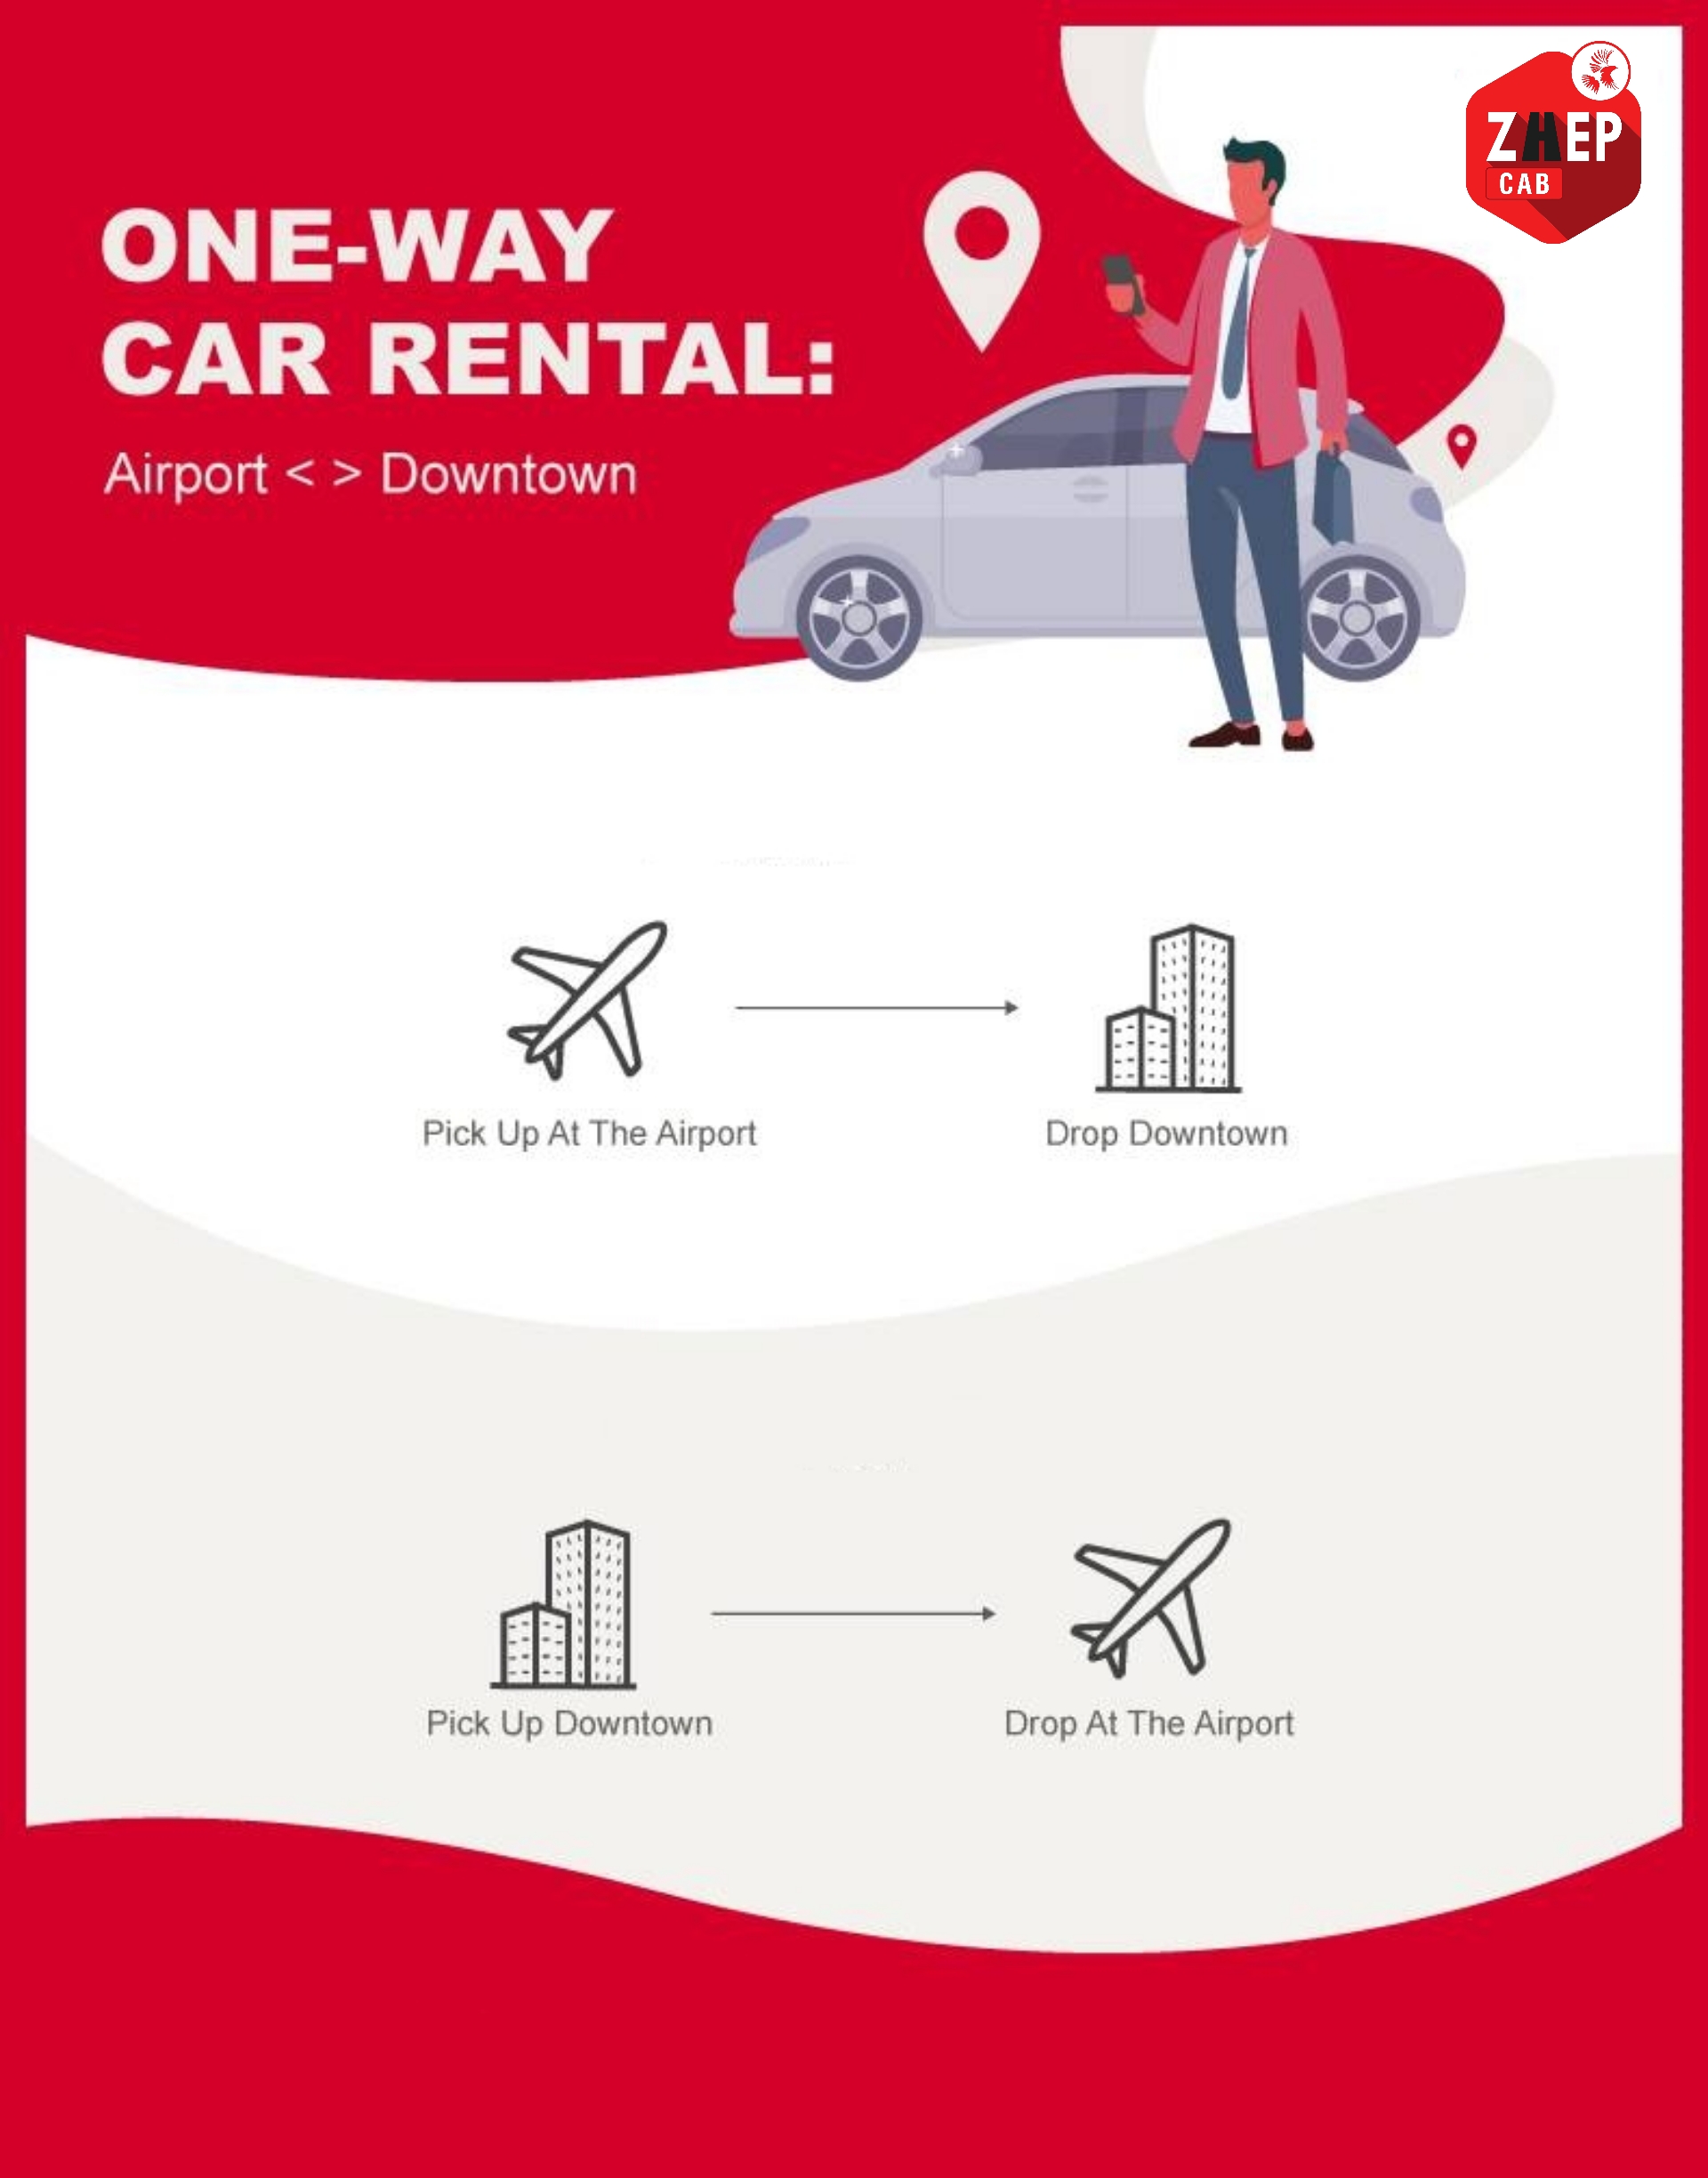 ZHEP
CAB
ONE-WAY
CAR RENTAL:
Airport < > Downtown
Pick Up At The Airport
Drop Downtown
Pick Up Downtown
Drop At The Airport